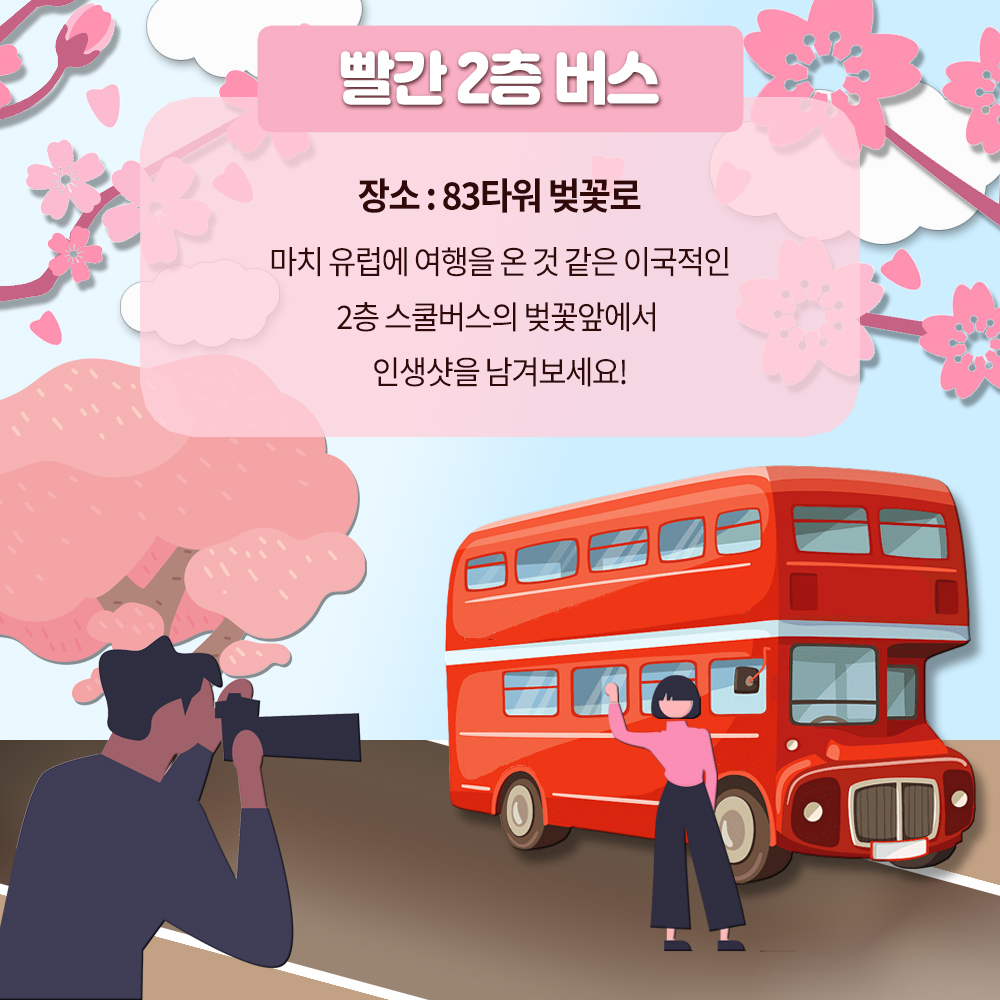 빨간 2층 버스
장소 : 83타워 벚꽃로
마치 유럽에 여행을 온 것 같은 이국적인
2층 스쿨버스의 벚꽃앞에서
인생샷을 남겨보세요!